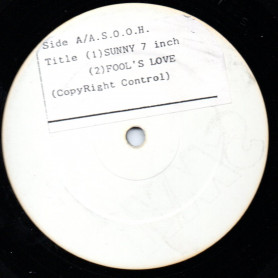 Side A/A.S.O.O.H.
Title (1)SUNNY 7 inch
(2)FOOL'S LOVE
(CopyRight Control)